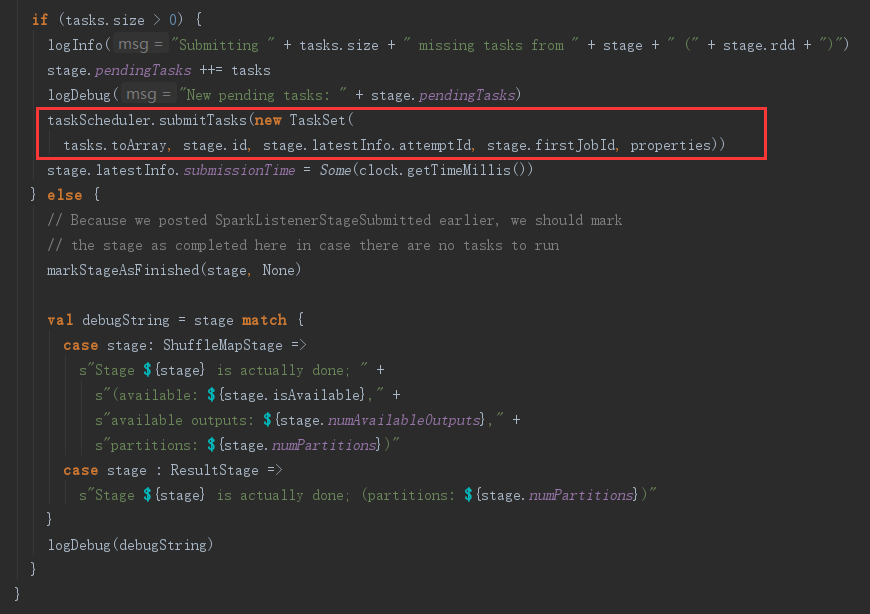 if (tasks.size > 0) {
logInfo( msg = "Submitting " + tasks.size + " missing tasks from " + stage + " (" + stage.rdd + ")")
stage.pendingTasks ++= tasks
logDebug( msg = "New pending tasks: " + stage.pendingTasks)
taskScheduler.submitTasks(new TaskSet(
tasks.toArray, stage.id, stage.latestInfo.attemptId, stage.firstJobId, properties))
stage.latestInfo.submissionTime = Some(clock.getTimeMillis())
} else {
// Because we posted SparkListenerStageSubmitted earlier, we should mark
// the stage as completed here in case there are no tasks to run
markStageAsFinished(stage, None)
val debugString = stage match {
case stage: ShuffleMapStage =>
s"Stage ${stage} is actually done; " +
s"(available: ${stage.isAvailable}," +
s"available outputs: ${stage.numAvailableOutputs}," +
s"partitions: ${stage.numPartitions})"
case stage : ResultStage =>
s"Stage ${stage} is actually done; (partitions: ${stage.numPartitions})"
}
logDebug(debugString)
}
}